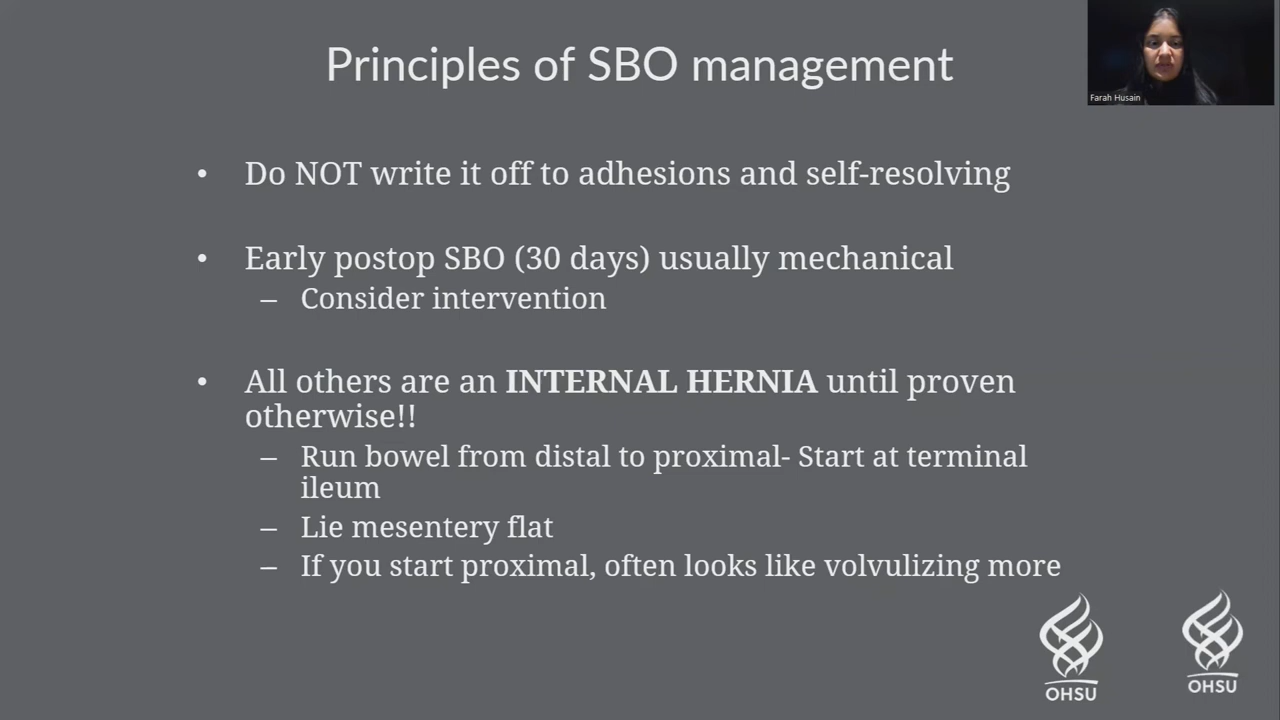 Principles of SBO management
Farah Husain
• Do NOT write it off to adhesions and self-resolving
• Early postop SBO (30 days) usually mechanical
– Consider intervention
• All others are an INTERNAL HERNIA until proven
otherwise!!
– Run bowel from distal to proximal- Start at terminal
ileum
– Lie mesentery flat
– If you start proximal, often looks like volvulizing more
OHSU
OHSU